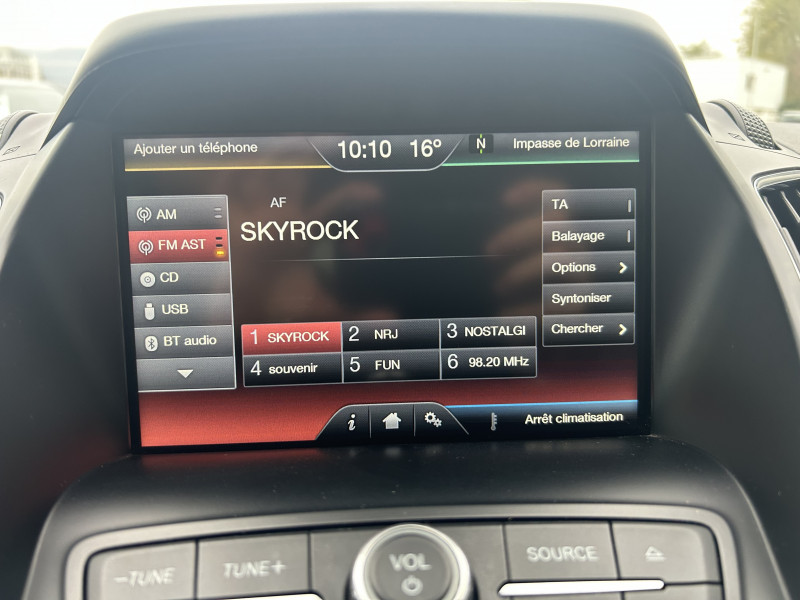 Ajouter un téléphone
10:10 16°
N
Impasse de Lorraine
AM
FM AST
CD
USB
BT audio
AF
SKYROCK
1 SKYROCK
2 NRJ
3 NOSTALGI
4 souvenir
5 FUN
6 98.20 MHz
TA
Balayage
Options
Syntoniser
Chercher
i
Arrêt climatisation
-TUNE
TUNE+
VOL
SOURCE